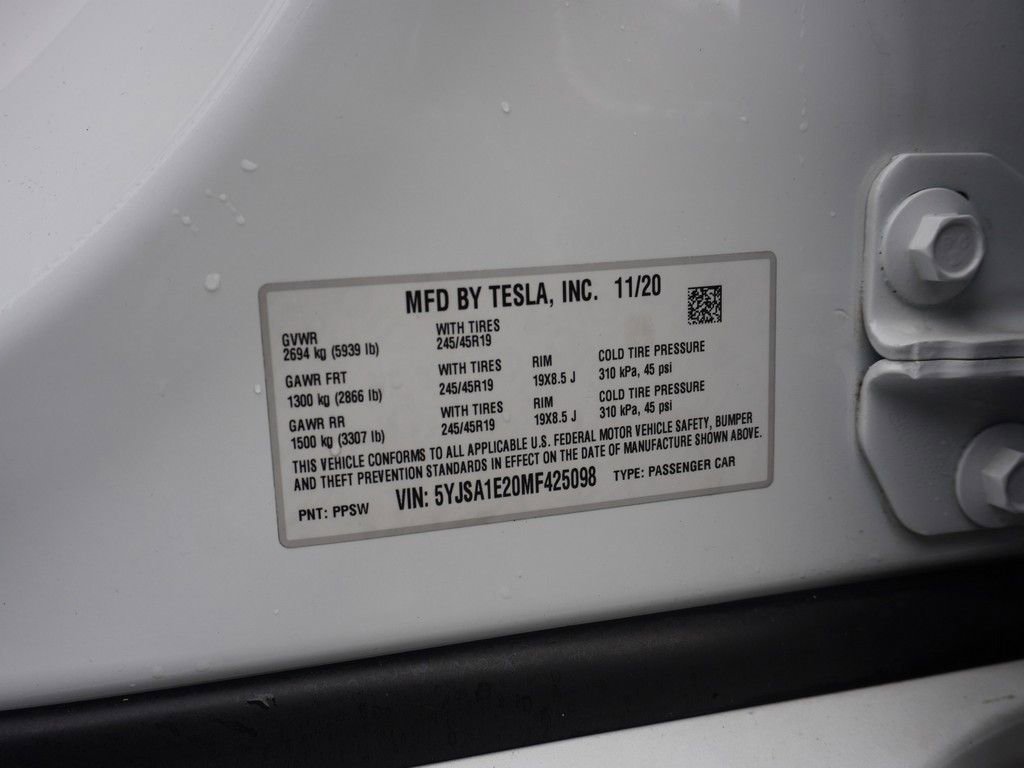 MFD BY TESLA, INC. 11/20
GVWR WITH TIRES
2694 kg (5939 lb) 245/45R19
GAWR FRT WITH TIRES RIM COLD TIRE PRESSURE
1300 kg (2866 lb) 245/45R19 19X8.5 J 310 kPa, 45 psi
GAWR RR WITH TIRES RIM COLD TIRE PRESSURE
1500 kg (3307 lb) 245/45R19 19X8.5 J 310 kPa, 45 psi
THIS VEHICLE CONFORMS TO ALL APPLICABLE U.S. FEDERAL MOTOR VEHICLE SAFETY, BUMPER
AND THEFT PREVENTION STANDARDS IN EFFECT ON THE DATE OF MANUFACTURE SHOWN ABOVE.
PNT: PPSW VIN: 5YJSA1E20MF425098 TYPE: PASSENGER CAR